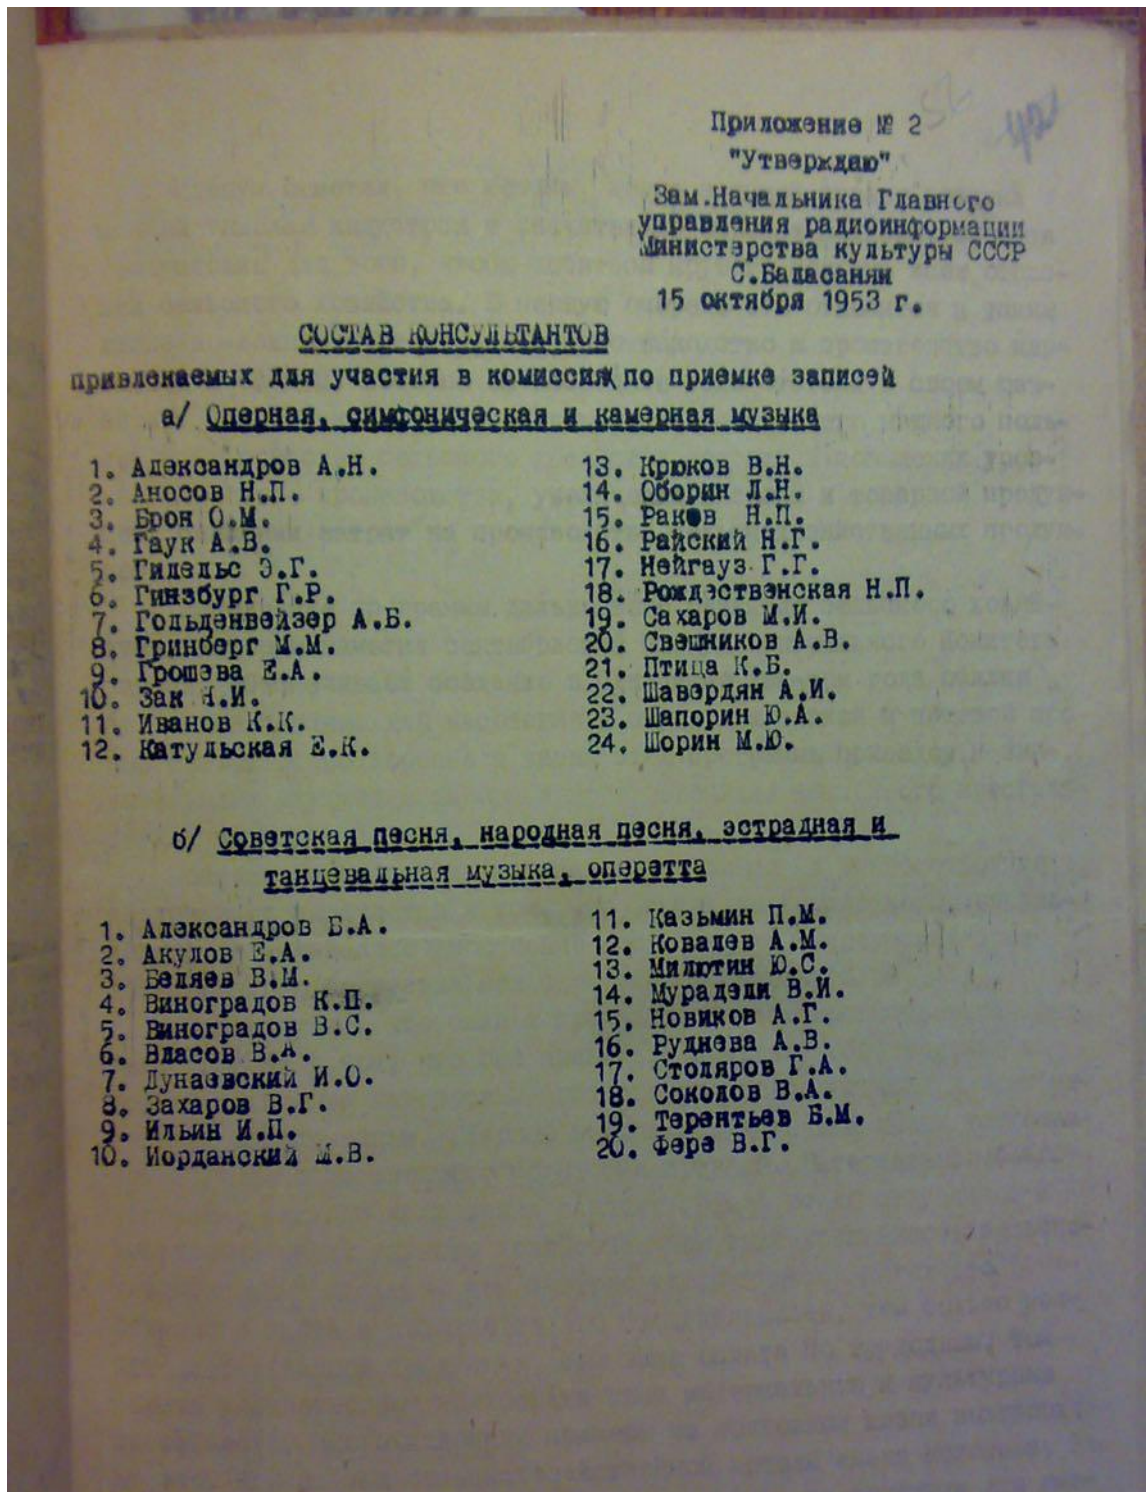 42
Приложение № 2
"Утверждаю"
Зам.Начальника Главного
управления радиоинформации
Министерства культуры СССР
С.Баласанян
15 октября 1953 г.
СОСТАВ КОНСУЛЬТАНТОВ
привлекаемых для участия в комиссиях по приемке записей
а/ Оперная, симфоническая и камерная музыка
1. Александров А.Н.
2. Аносов Н.П.
3. Брон О.М.
4. Гаук А.В.
5. Гилельс Э.Г.
6. Гинзбург Г.Р.
7. Гольденвейзер А.Б.
8. Гринберг М.М.
9. Грошева Е.А.
10. Зак Я.И.
11. Иванов К.К.
12. Катульская Е.К.
13. Крюков В.Н.
14. Оборин Л.Н.
15. Раков Н.П.
16. Райский Н.Г.
17. Нейгауз Г.Г.
18. Рождественская Н.П.
19. Сахаров М.И.
20. Свешников А.В.
21. Птица К.Б.
22. Шавердян А.И.
23. Шапорин Ю.А.
24. Шорин М.Ю.
б/ Советская песня, народная песня, эстрадная и
танцевальная музыка, оперетта
1. Александров Б.А.
2. Акулов Е.А.
3. Беляев В.М.
4. Виноградов К.П.
5. Виноградов В.С.
6. Власов В.А.
7. Дунаевский И.О.
8. Захаров В.Г.
9. Ильин И.П.
10. Иорданский М.В.
11. Казьмин П.М.
12. Ковалев А.М.
13. Милютин Ю.С.
14. Мурадели В.И.
15. Новиков А.Г.
16. Руднева А.В.
17. Столяров Г.А.
18. Соколов В.А.
19. Терентьев Б.М.
20. Фере В.Г.